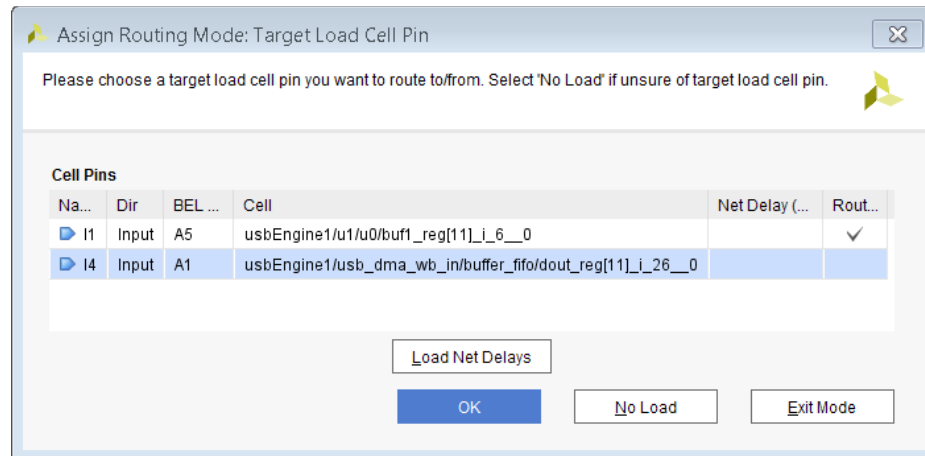 Assign Routing Mode: Target Load Cell Pin
Please choose a target load cell pin you want to route to/from. Select 'No Load' if unsure of target load cell pin.
Cell Pins
Na... Dir BEL ... Cell Net Delay (... Rout...
I1 Input A5 usbEngine1/u1/u0/buf1_reg[11]_i_6__0
I4 Input A1 usbEngine1/usb_dma_wb_in/buffer_fifo/dout_reg[11]_i_26__0
Load Net Delays
OK No Load Exit Mode